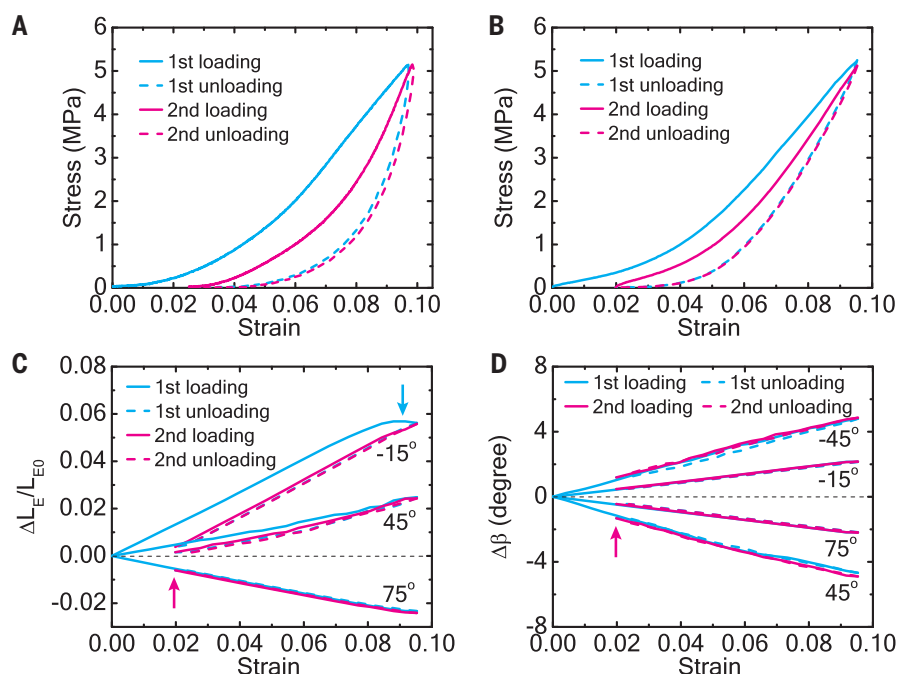 A
6
5
4
3
2
1
0
Stress (MPa)
1st loading
1st unloading
2nd loading
2nd unloading
0.00 0.02 0.04 0.06 0.08 0.10
Strain
B
6
5
4
3
2
1
0
Stress (MPa)
1st loading
1st unloading
2nd loading
2nd unloading
0.00 0.02 0.04 0.06 0.08 0.10
Strain
C
0.08
0.06
0.04
0.02
0.00
-0.02
ΔL_E/L_E0
1st loading
1st unloading
2nd loading
2nd unloading
-15°
45°
75°
0.00 0.02 0.04 0.06 0.08 0.10
Strain
D
8
4
0
-4
-8
Δβ (degree)
1st loading 1st unloading
2nd loading 2nd unloading
-45°
-15°
75°
45°
0.00 0.02 0.04 0.06 0.08 0.10
Strain